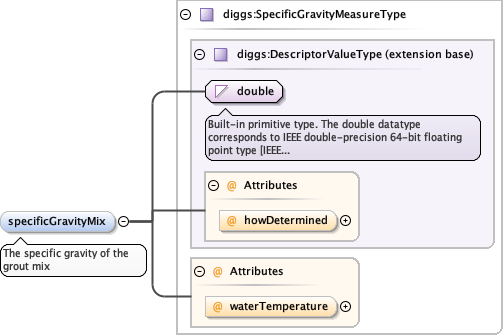 diggs:SpecificGravityMeasureType
diggs:DescriptorValueType (extension base)
double
Built-in primitive type. The double datatype
corresponds to IEEE double-precision 64-bit floating
point type [IEEE...
@ Attributes
@ howDetermined
specificGravityMix
The specific gravity of the
grout mix
@ Attributes
@ waterTemperature